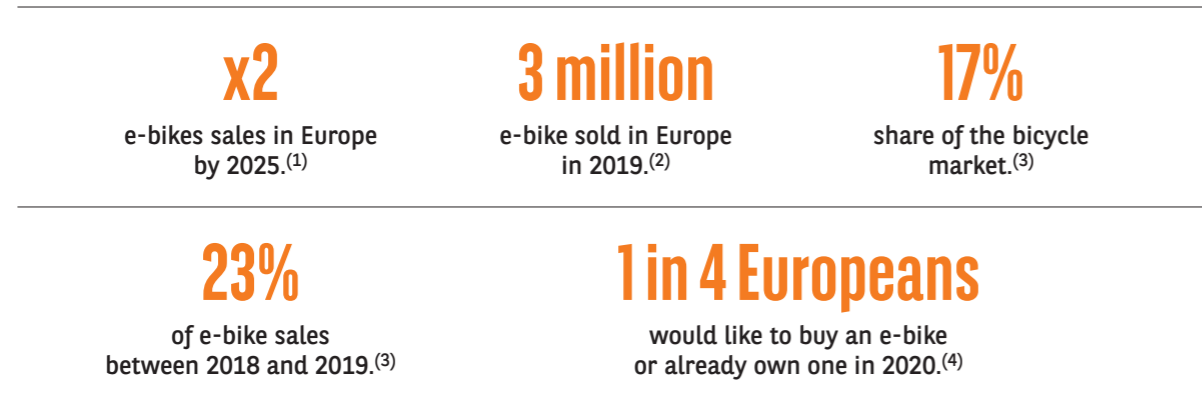 x2
e-bikes sales in Europe
by 2025.(1)
3 million
e-bike sold in Europe
in 2019.(2)
17%
share of the bicycle
market.(3)
23%
of e-bike sales
between 2018 and 2019.(3)
1 in 4 Europeans
would like to buy an e-bike
or already own one in 2020.(4)